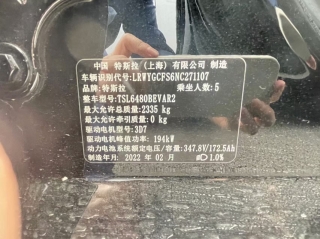 中国 特斯拉（上海）有限公司 制造
车辆识别代号：LRWYGCFS6NC271107
品牌：特斯拉 乘坐人数：5
整车型号：TSL6480BEVAR2
最大允许总质量：2335 kg
最大允许牵引质量：0 kg
驱动电机型号：3D7
驱动电机峰值功率：194kW
动力电池系统额定电压/容量：347.8V/172.5Ah
制造年月：2022 年 02 月 1.0%